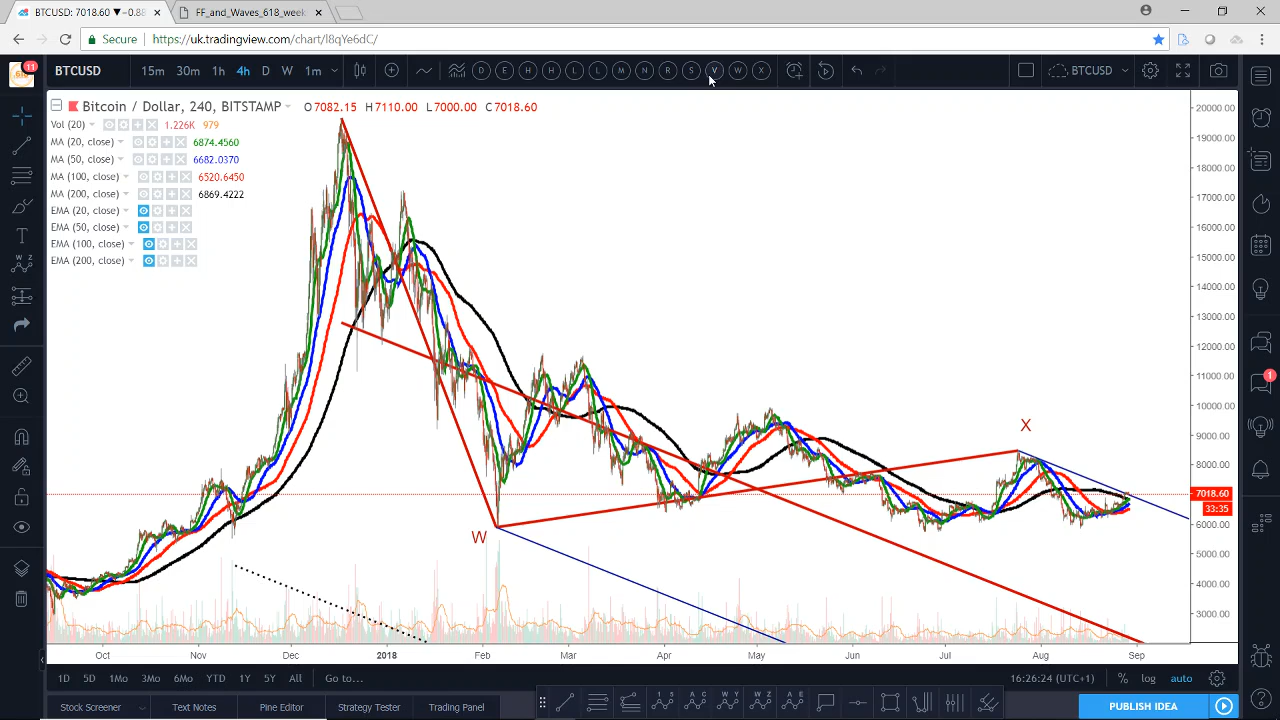 BTCUSD: 7018.60 ▼−0.88
FF_and_Waves_618_week
Secure https://uk.tradingview.com/chart/l8qYe6dC/
11
BTCUSD 15m 30m 1h 4h D W 1m D E H H L L M N R S W X BTCUSD
Bitcoin / Dollar, 240, BITSTAMP O7082.15 H7110.00 L7000.00 C7018.60
Vol (20) 1.226K 979
MA (20, close) 6874.4560
MA (50, close) 6682.0370
MA (100, close) 6520.6450
MA (200, close) 6869.4222
EMA (20, close)
EMA (50, close)
EMA (100, close)
EMA (200, close)
20000.00
19000.00
18000.00
17000.00
16000.00
15000.00
14000.00
13000.00
12000.00
11000.00
10000.00
9000.00
8000.00
7018.60
33:35
6000.00
5000.00
4000.00
3000.00
X
W
1
Oct Nov Dec 2018 Feb Mar Apr May Jun Jul Aug Sep
1D 5D 1Mo 3Mo 6Mo YTD 1Y 5Y All Go to... 16:26:24 (UTC+1) % log auto
Stock Screener Text Notes Pine Editor Strategy Tester Trading Panel PUBLISH IDEA